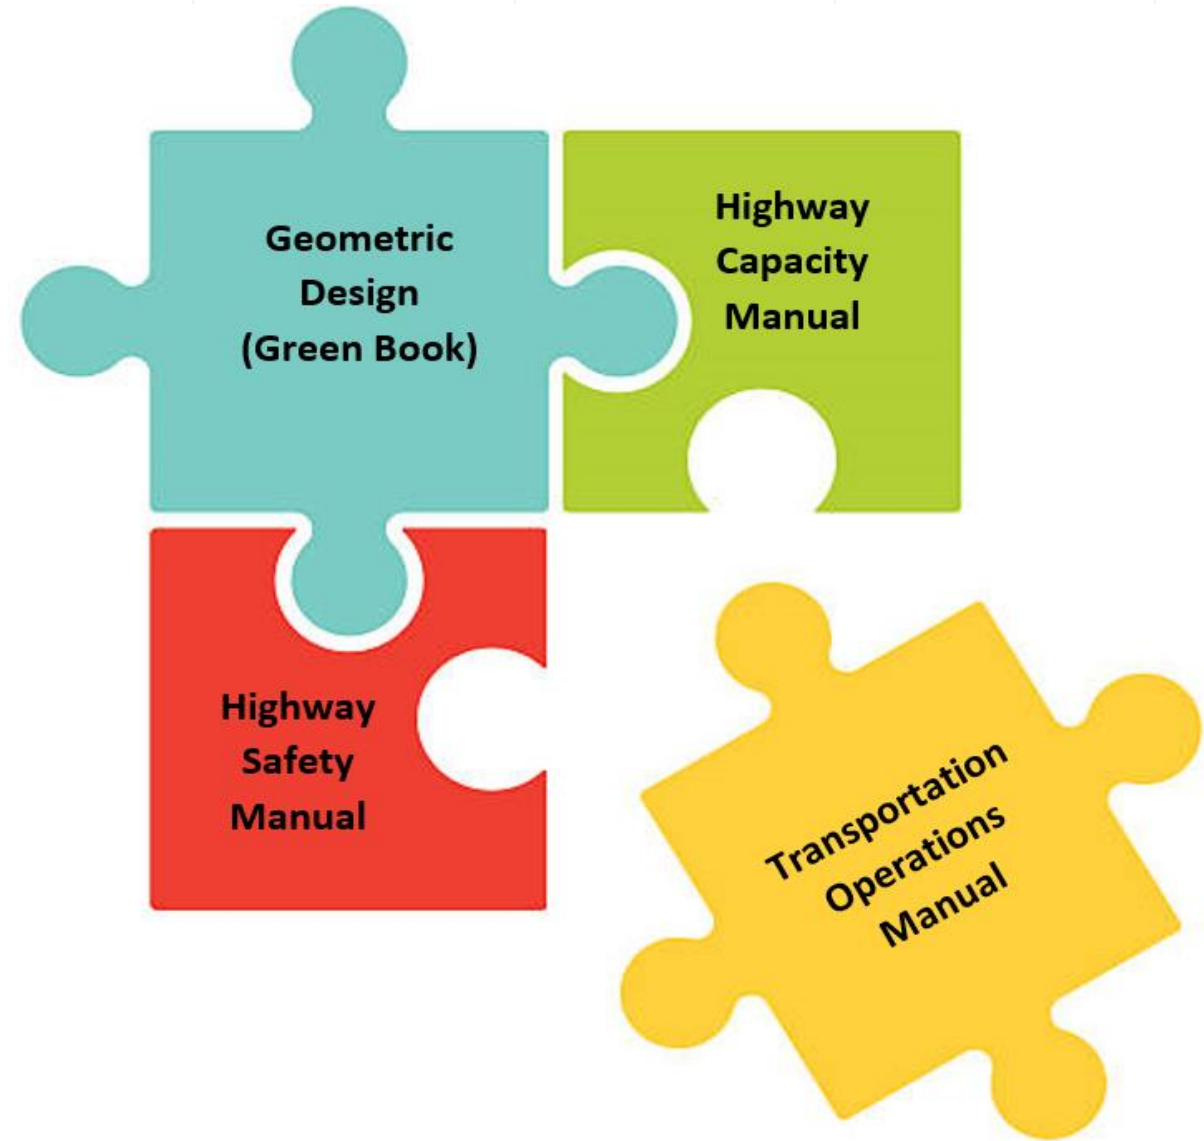 Geometric
Design
(Green Book)
Highway
Capacity
Manual
Highway
Safety
Manual
Transportation
Operations
Manual